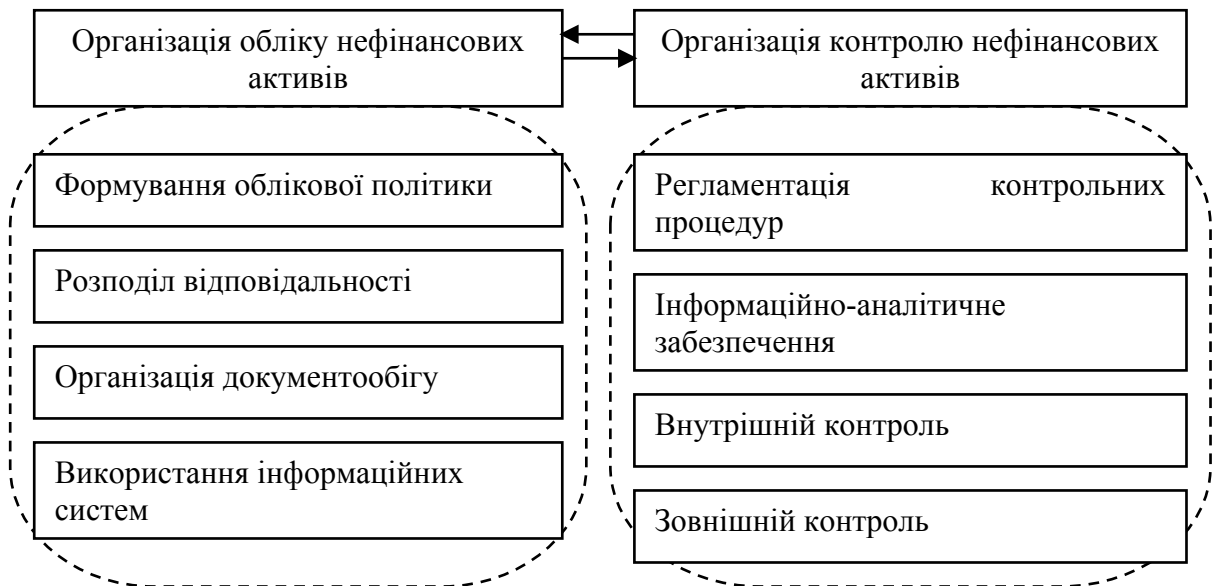 Організація обліку нефінансових
активів
Організація контролю нефінансових
активів
Формування облікової політики
Розподіл відповідальності
Організація документообігу
Використання інформаційних
систем
Регламентація контрольних
процедур
Інформаційно-аналітичне
забезпечення
Внутрішній контроль
Зовнішній контроль